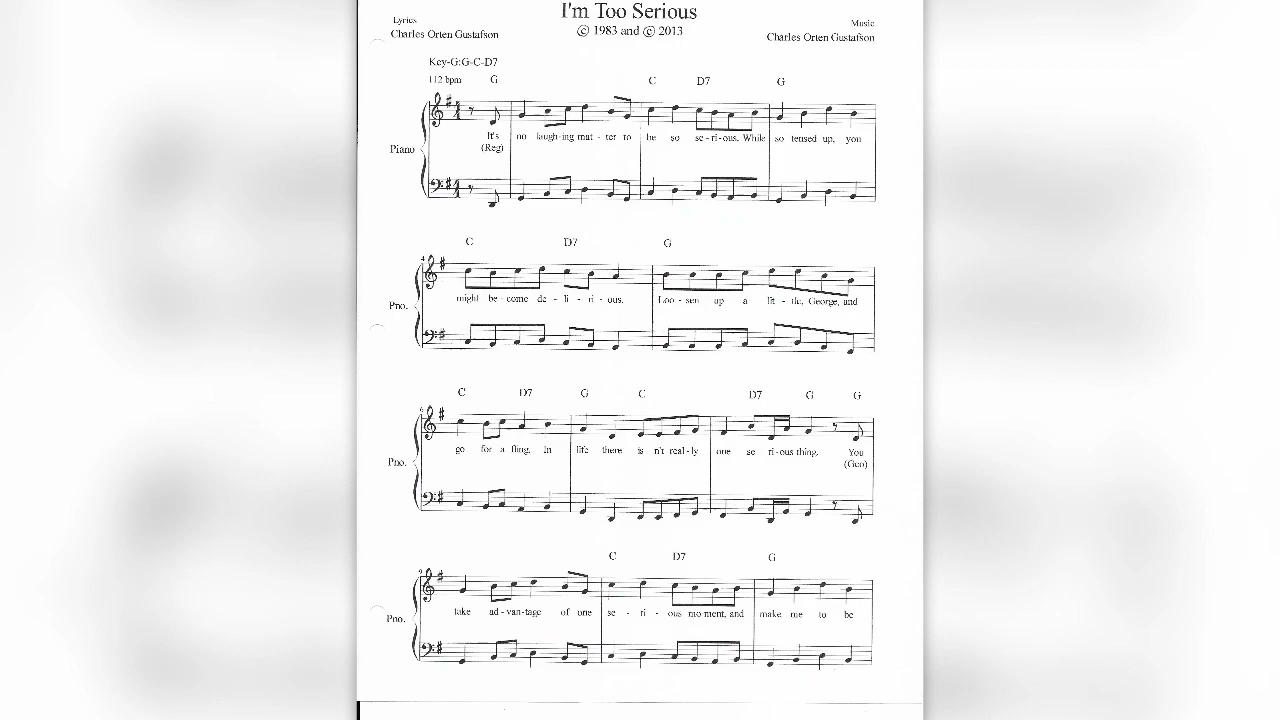 I'm Too Serious
Lyrics
© 1983 and © 2013
Music
Charles Orten Gustafson
Charles Orten Gustafson
Key-G:G-C-D7
112 bpm G C D7 G
It's no laugh-ing mat - ter to be so se - ri - ous. While so tensed up, you
(Reg)
Piano
4
C D7 G
might be - come de - li - ri - ous. Loo - sen up a lit - tle, George, and
Pno.
6
C D7 G C D7 G G
go for a fling. In life there is n't real - ly one se ri - ous thing. You
(Geo)
Pno.
9
C D7 G
take ad - van - tage of one se - ri - ous mo ment, and make me to be
Pno.